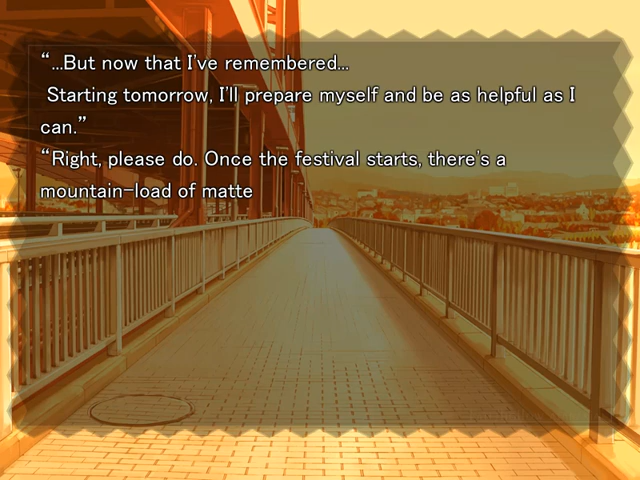 “...But now that I've remembered...
Starting tomorrow, I'll prepare myself and be as helpful as I
can.”
“Right, please do. Once the festival starts, there's a
mountain-load of matte